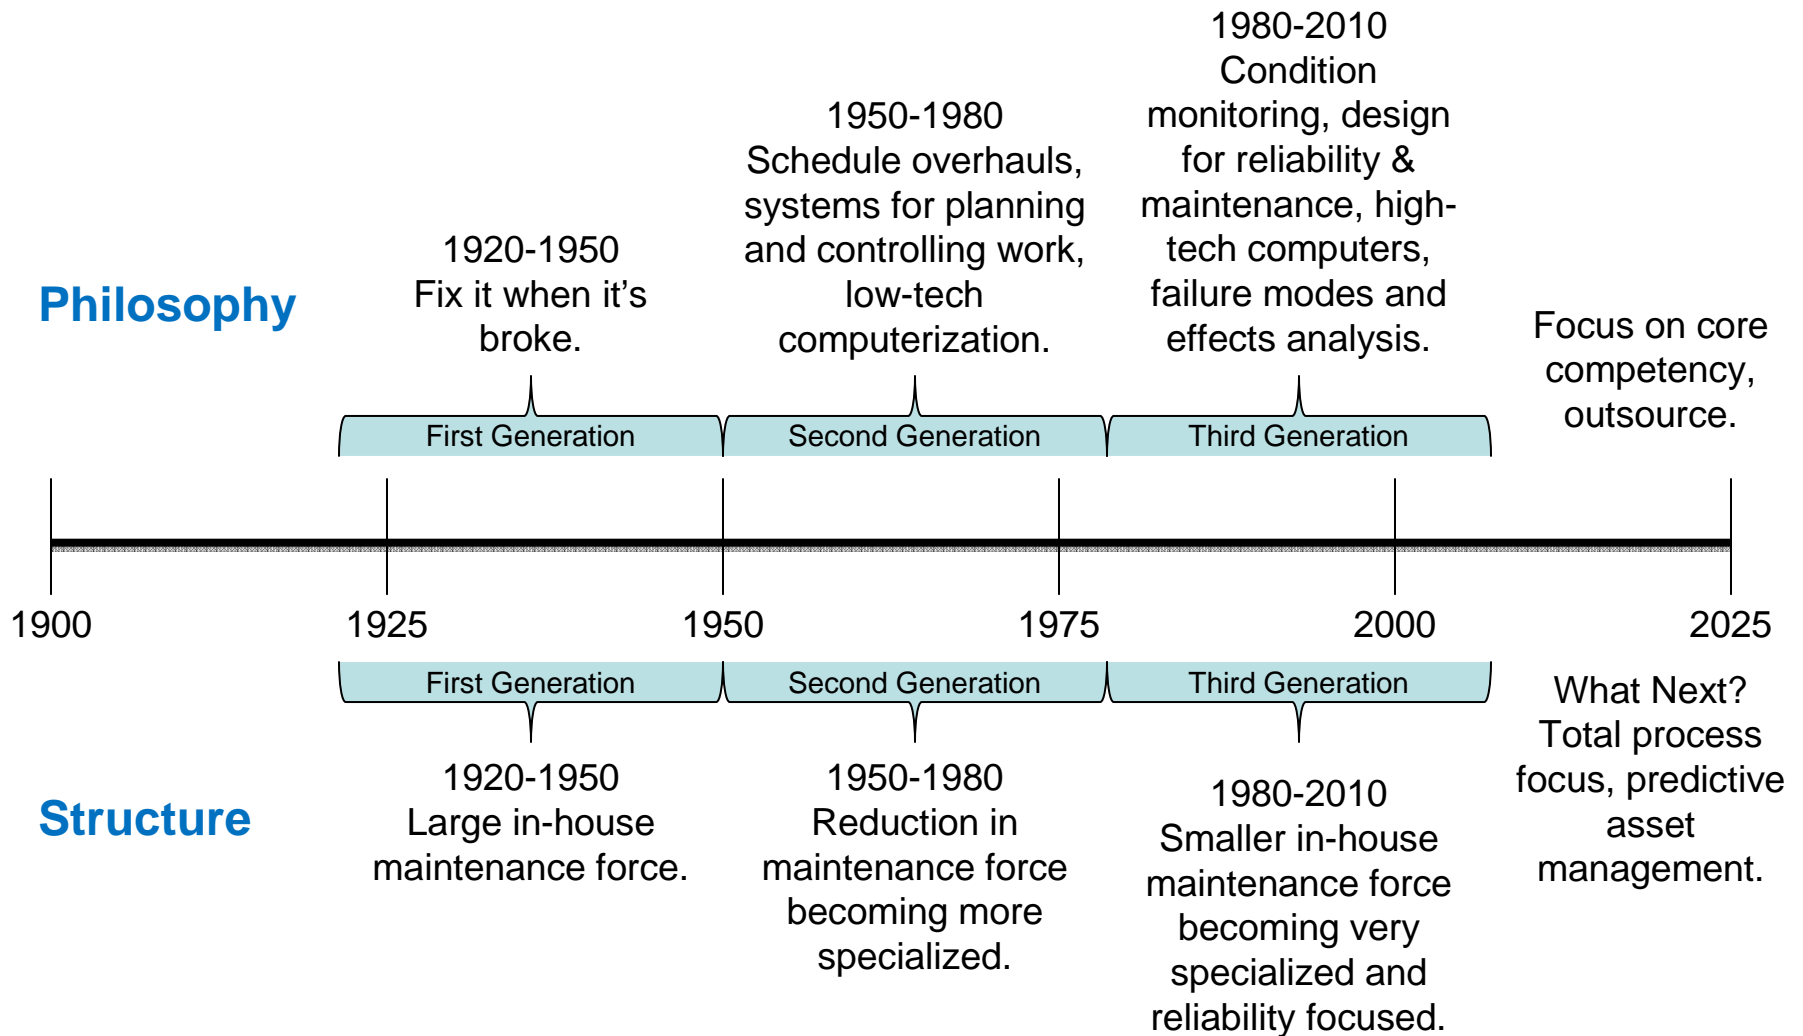 Philosophy
1920-1950
Fix it when it's
broke.
1950-1980
Schedule overhauls,
systems for planning
and controlling work,
low-tech
computerization.
1980-2010
Condition
monitoring, design
for reliability &
maintenance, high-
tech computers,
failure modes and
effects analysis.
Focus on core
competency,
outsource.
First Generation
Second Generation
Third Generation
1900
1925
1950
1975
2000
2025
First Generation
Second Generation
Third Generation
Structure
1920-1950
Large in-house
maintenance force.
1950-1980
Reduction in
maintenance force
becoming more
specialized.
1980-2010
Smaller in-house
maintenance force
becoming very
specialized and
reliability focused.
What Next?
Total process
focus, predictive
asset
management.